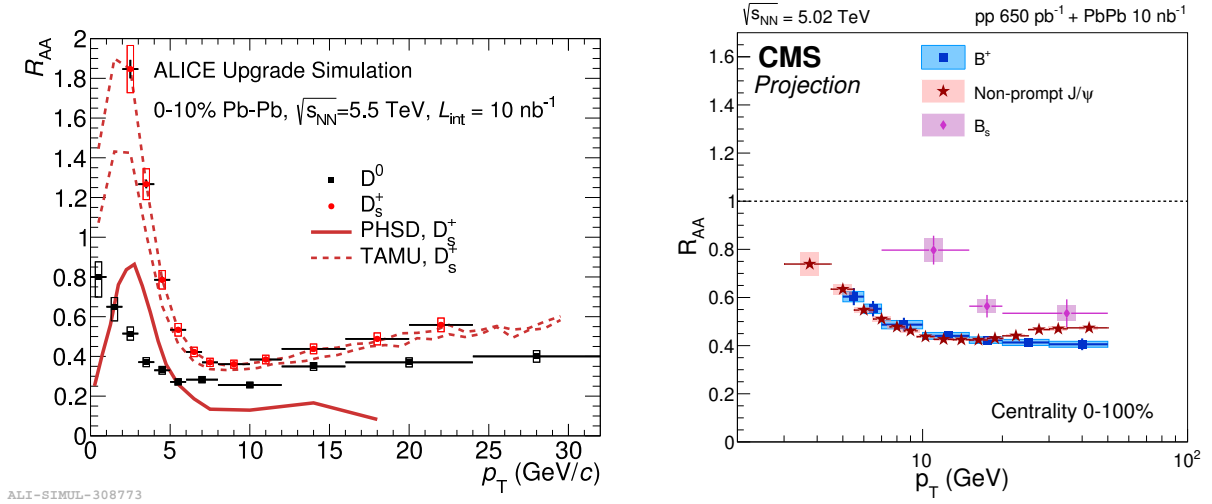 R_AA
2
1.8
1.6
1.4
1.2
1
0.8
0.6
0.4
0.2
0
ALICE Upgrade Simulation
0-10% Pb-Pb, √s_NN=5.5 TeV, L_int = 10 nb⁻¹
D⁰
D_s⁺
PHSD, D_s⁺
TAMU, D_s⁺
0 5 10 15 20 25 30
p_T (GeV/c)
ALI-SIMUL-308773
√s_NN = 5.02 TeV pp 650 pb⁻¹ + PbPb 10 nb⁻¹
CMS
Projection
B⁺
Non-prompt J/ψ
B_s
R_AA
1.6
1.4
1.2
1
0.8
0.6
0.4
0.2
0
Centrality 0-100%
10 10²
p_T (GeV)